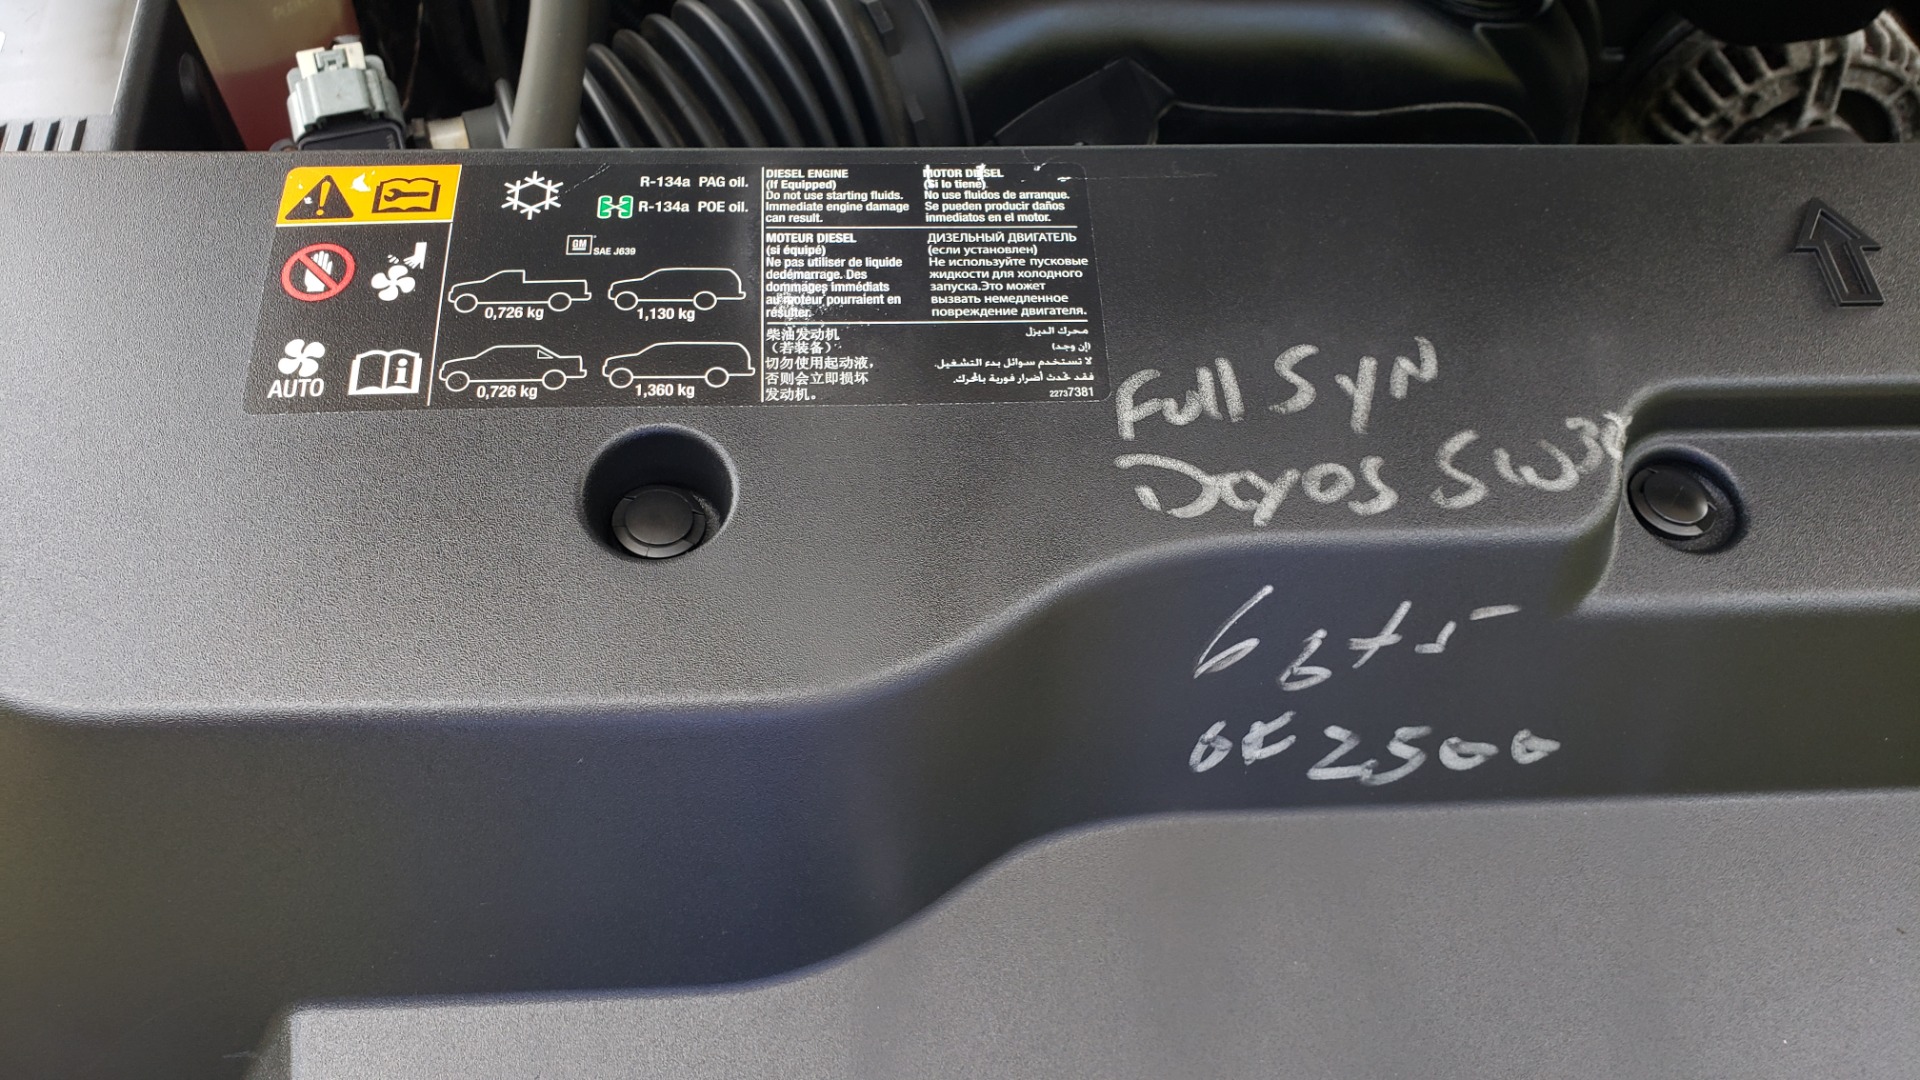 R-134a PAG oil.
R-134a POE oil.
GM SAE J639
0,726 kg
1,130 kg
0,726 kg
1,360 kg
AUTO
DIESEL ENGINE
(If Equipped)
Do not use starting fluids.
Immediate engine damage
can result.
MOTOR DIESEL
(Si lo tiene)
No use fluidos de arranque.
Se pueden producir daños
inmediatos en el motor.
MOTEUR DIESEL
(si équipé)
Ne pas utiliser de liquide
dedémarrage. Des
dommages immédiats
au moteur pourraient en
résulter.
ДИЗЕЛЬНЫЙ ДВИГАТЕЛЬ
(если установлен)
Не используйте пусковые
жидкости для холодного
запуска.Это может
вызвать немедленное
повреждение двигателя.
柴油发动机
（若装备）
切勿使用起动液，
否则会立即损坏
发动机。
محرك الديزل
(إن وجد)
لا تستخدم سوائل بدء التشغيل.
فقد تحدث أضرار فورية بالمحرك.
22737381
Full SYN
5W30
6
2500